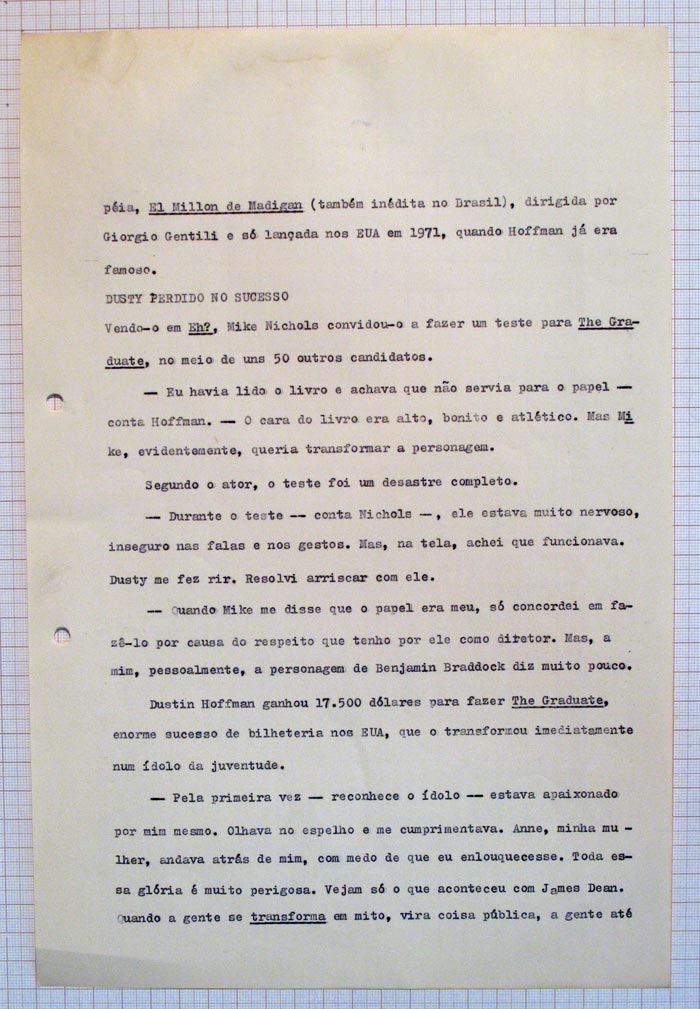 péia, El Millon de Madigan (também inédita no Brasil), dirigida por
Giorgio Gentili e só lançada nos EUA em 1971, quando Hoffman já era
famoso.
DUSTY PERDIDO NO SUCESSO
Vendo-o em Eh?, Mike Nichols convidou-o a fazer um teste para The Gra-
duate, no meio de uns 50 outros candidatos.
— Eu havia lido o livro e achava que não servia para o papel —
conta Hoffman. — O cara do livro era alto, bonito e atlético. Mas Mi
ke, evidentemente, queria transformar a personagem.
Segundo o ator, o teste foi um desastre completo.
— Durante o teste — conta Nichols —, ele estava muito nervoso,
inseguro nas falas e nos gestos. Mas, na tela, achei que funcionava.
Dusty me fez rir. Resolvi arriscar com ele.
— Quando Mike me disse que o papel era meu, só concordei em fa-
zê-lo por causa do respeito que tenho por ele como diretor. Mas, a
mim, pessoalmente, a personagem de Benjamin Braddock diz muito pouco.
Dustin Hoffman ganhou 17.500 dólares para fazer The Graduate,
enorme sucesso de bilheteria nos EUA, que o transformou imediatamente
num ídolo da juventude.
— Pela primeira vez — reconhece o ídolo — estava apaixonado
por mim mesmo. Olhava no espelho e me cumprimentava. Anne, minha mu -
lher, andava atrás de mim, com medo de que eu enlouquecesse. Toda es-
sa glória é muito perigosa. Vejam só o que aconteceu com James Dean.
Quando a gente se transforma em mito, vira coisa pública, a gente até